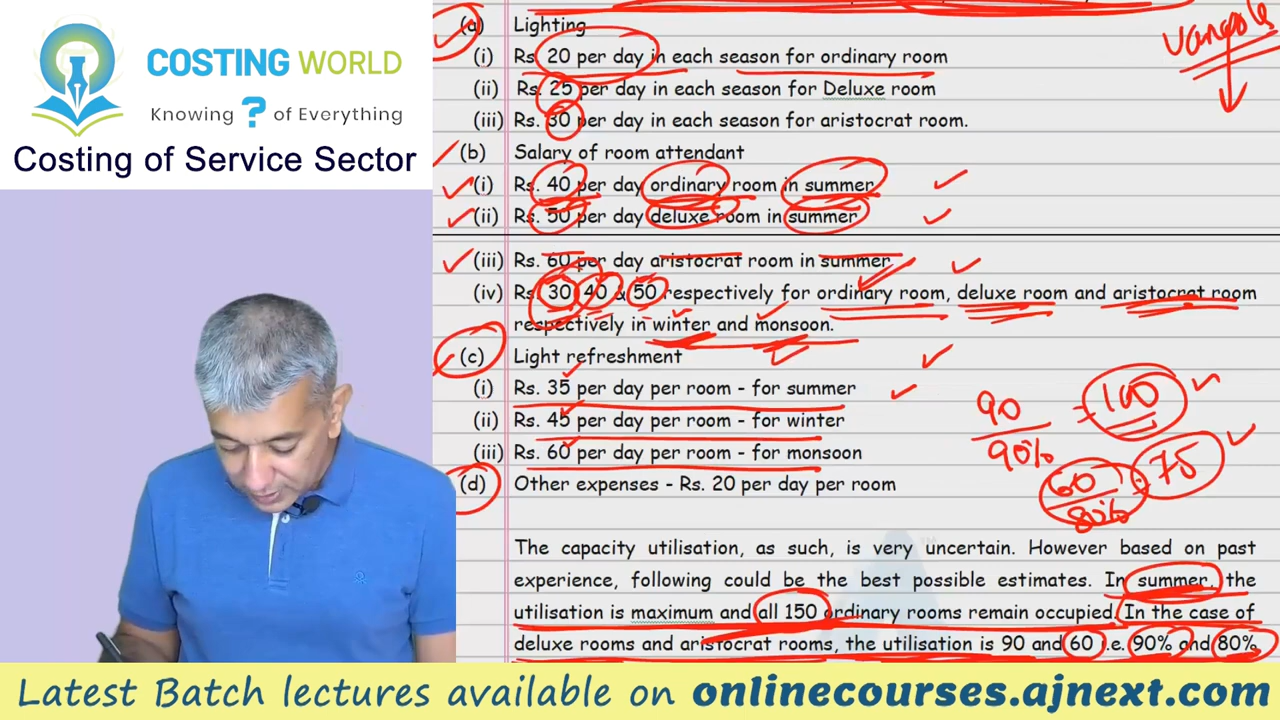 COSTING WORLD
Knowing ? of Everything
Costing of Service Sector
(a) Lighting
(i) Rs. 20 per day in each season for ordinary room
(ii) Rs. 25 per day in each season for Deluxe room
(iii) Rs. 30 per day in each season for aristocrat room.
(b) Salary of room attendant
(i) Rs. 40 per day ordinary room in summer
(ii) Rs. 50 per day deluxe room in summer
(iii) Rs. 60 per day aristocrat room in summer
(iv) Rs. 30, 40 & 50 respectively for ordinary room, deluxe room and aristocrat room
respectively in winter and monsoon.
(c) Light refreshment
(i) Rs. 35 per day per room - for summer
(ii) Rs. 45 per day per room - for winter
(iii) Rs. 60 per day per room - for monsoon
(d) Other expenses - Rs. 20 per day per room
90
90%
= 100
60
80%
= 75
The capacity utilisation, as such, is very uncertain. However based on past
experience, following could be the best possible estimates. In summer, the
utilisation is maximum and all 150 ordinary rooms remain occupied. In the case of
deluxe rooms and aristocrat rooms, the utilisation is 90 and 60 i.e. 90% and 80%
Latest Batch lectures available on onlinecourses.ajnext.com